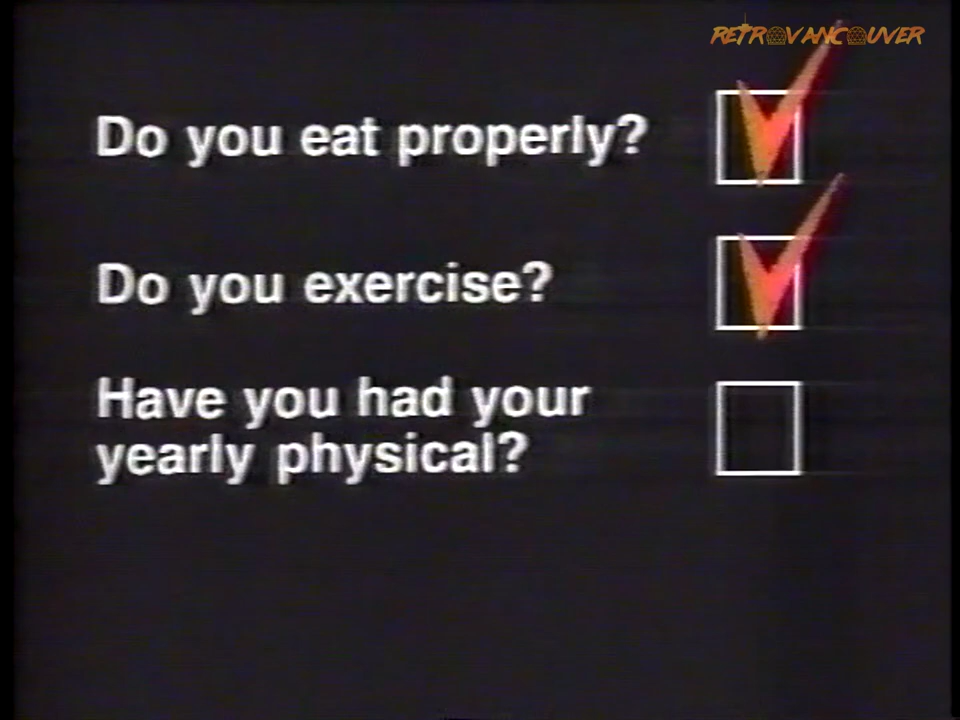 RETROVANCOUVER
Do you eat properly?
Do you exercise?
Have you had your
yearly physical?